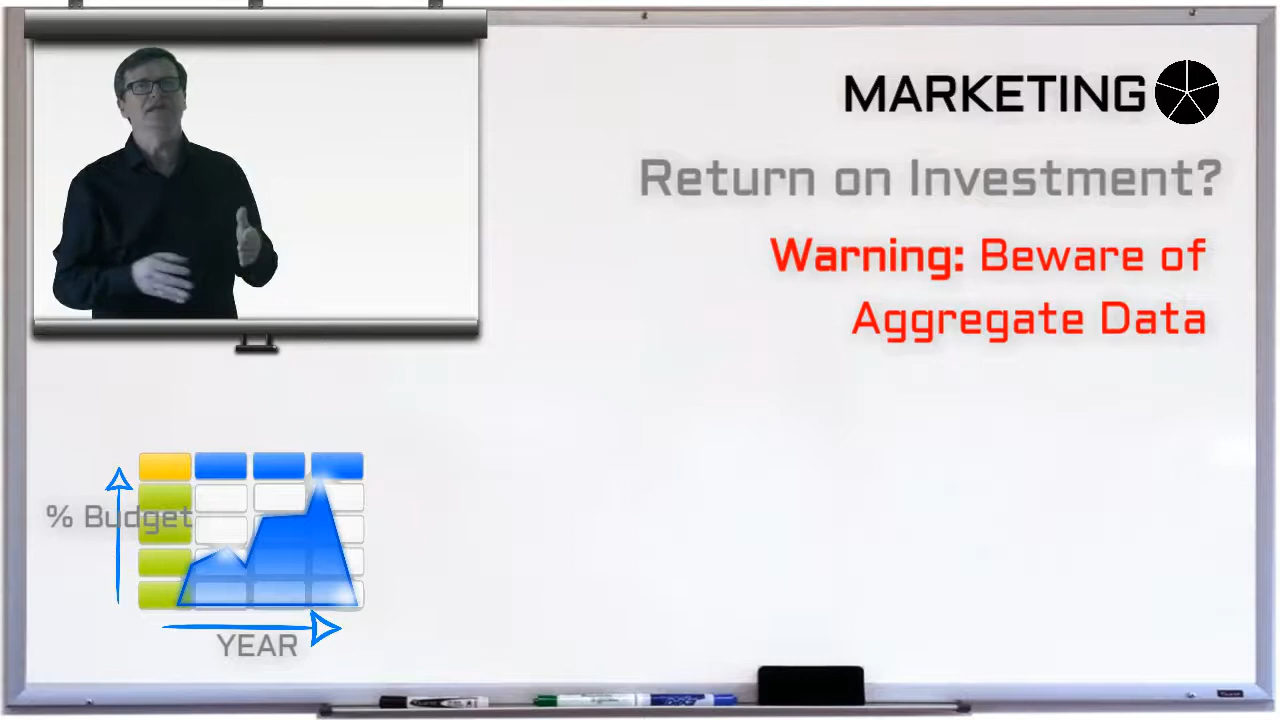 MARKETING
Return on Investment?
Warning: Beware of
Aggregate Data
% Budget
YEAR